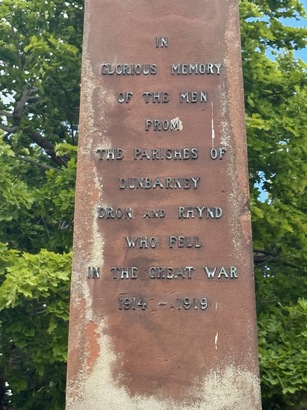 IN
GLORIOUS MEMORY
OF THE MEN
FROM
THE PARISHES OF
DUNBARNEY
DRON AND RHYND
WHO FELL
IN THE GREAT WAR
1914 - 1919